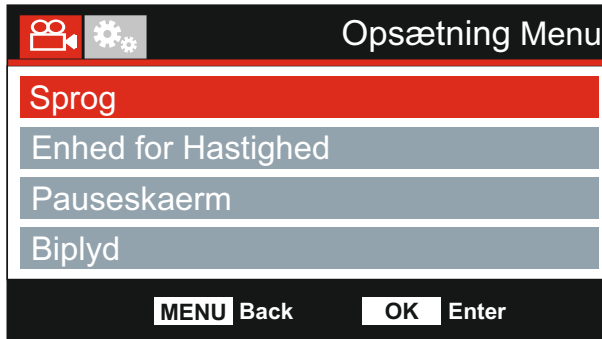 Opsætning Menu
Sprog
Enhed for Hastighed
Pauseskaerm
Biplyd
MENU Back OK Enter